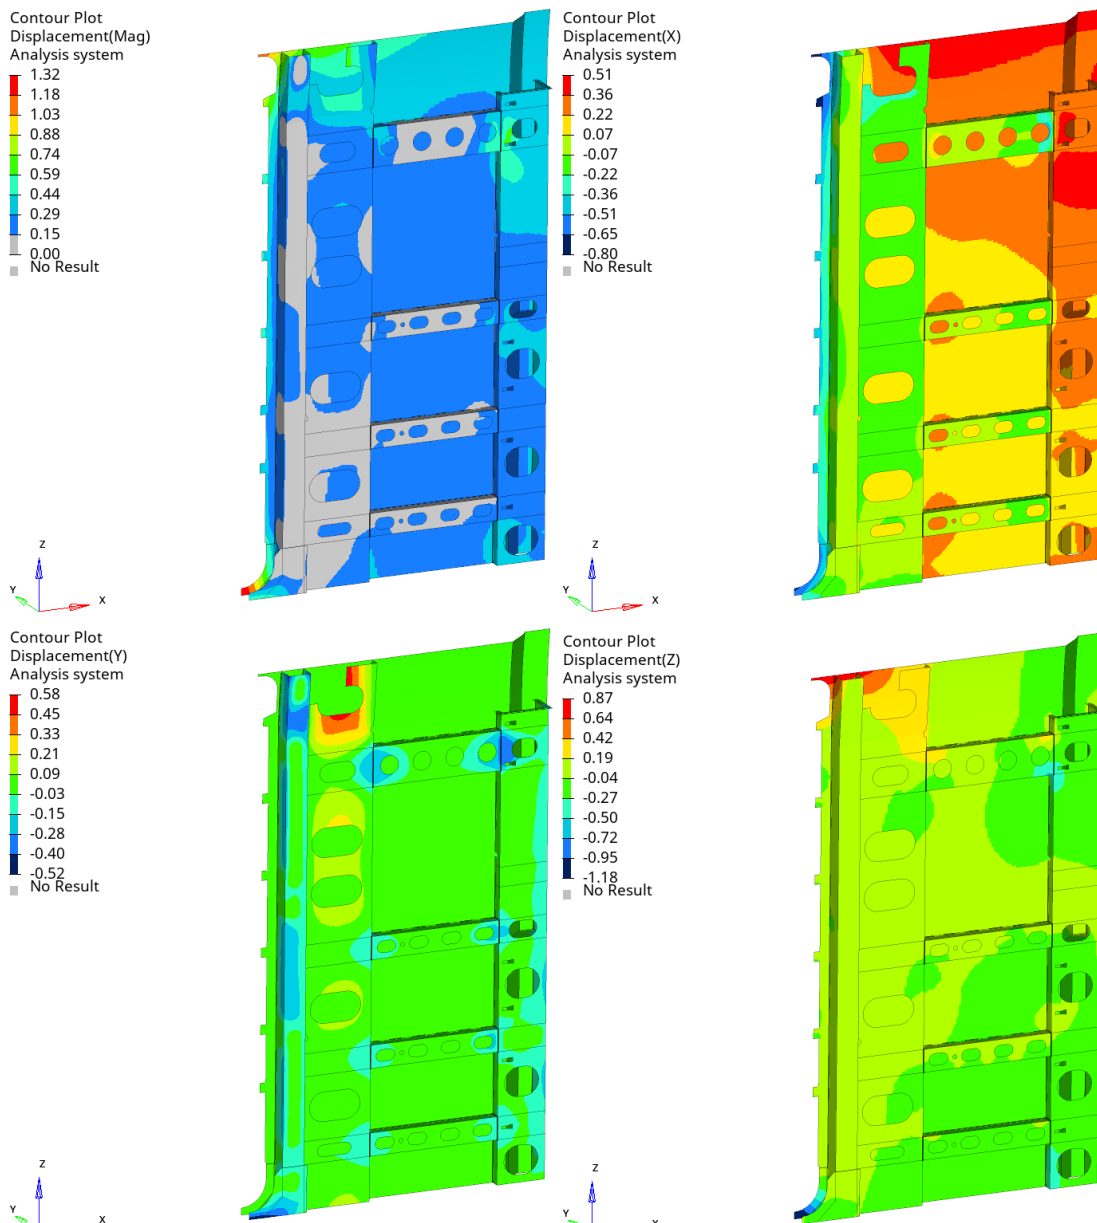 Contour Plot
Displacement(Mag)
Analysis system
1.32
1.18
1.03
0.88
0.74
0.59
0.44
0.29
0.15
0.00
No Result
Z
Y
X
Contour Plot
Displacement(X)
Analysis system
0.51
0.36
0.22
0.07
-0.07
-0.22
-0.36
-0.51
-0.65
-0.80
No Result
Z
Y
X
Contour Plot
Displacement(Y)
Analysis system
0.58
0.45
0.33
0.21
0.09
-0.03
-0.15
-0.28
-0.40
-0.52
No Result
Z
Y
X
Contour Plot
Displacement(Z)
Analysis system
0.87
0.64
0.42
0.19
-0.04
-0.27
-0.50
-0.72
-0.95
-1.18
No Result
Z
Y
X